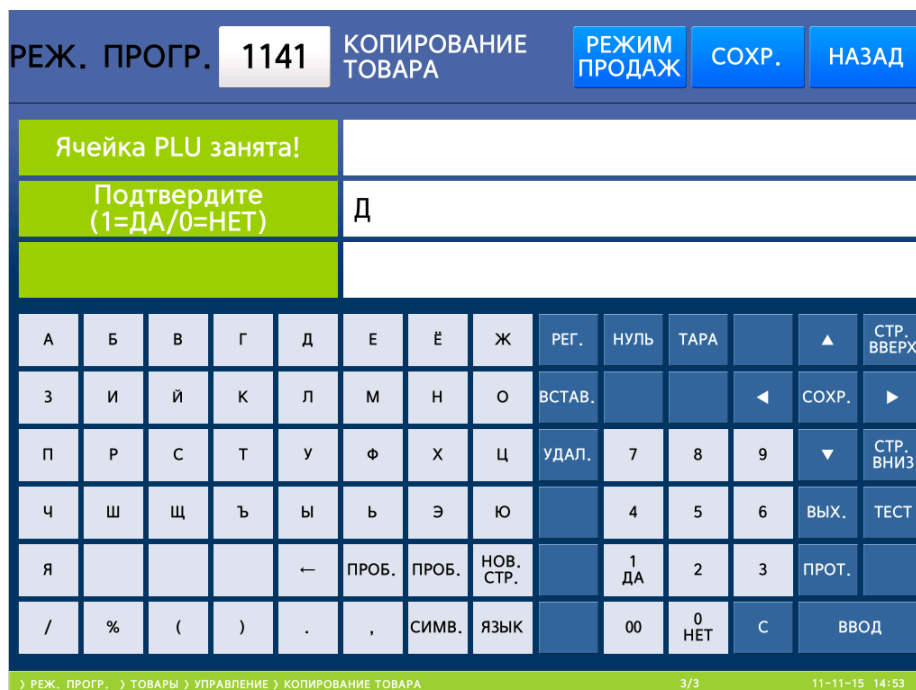 РЕЖ. ПРОГР. 1141 КОПИРОВАНИЕ ТОВАРА РЕЖИМ ПРОДАЖ СОХР. НАЗАД
Ячейка PLU занята!
Подтвердите
(1=ДА/0=НЕТ) Д
А Б В Г Д Е Ё Ж РЕГ. НУЛЬ ТАРА ▲ СТР. ВВЕРХ
З И Й К Л М Н О ВСТАВ. ◀ СОХР. ▶
П Р С Т У Ф Х Ц УДАЛ. 7 8 9 ▼ СТР. ВНИЗ
Ч Ш Щ Ъ Ы Ь Э Ю 4 5 6 ВЫХ. ТЕСТ
Я ← ПРОБ. ПРОБ. НОВ. СТР. 1 ДА 2 3 ПРОТ.
/ % ( ) . , СИМВ. ЯЗЫК 00 0 НЕТ С ВВОД
〉РЕЖ. ПРОГР. 〉ТОВАРЫ 〉УПРАВЛЕНИЕ 〉КОПИРОВАНИЕ ТОВАРА 3/3 11-11-15 14:53